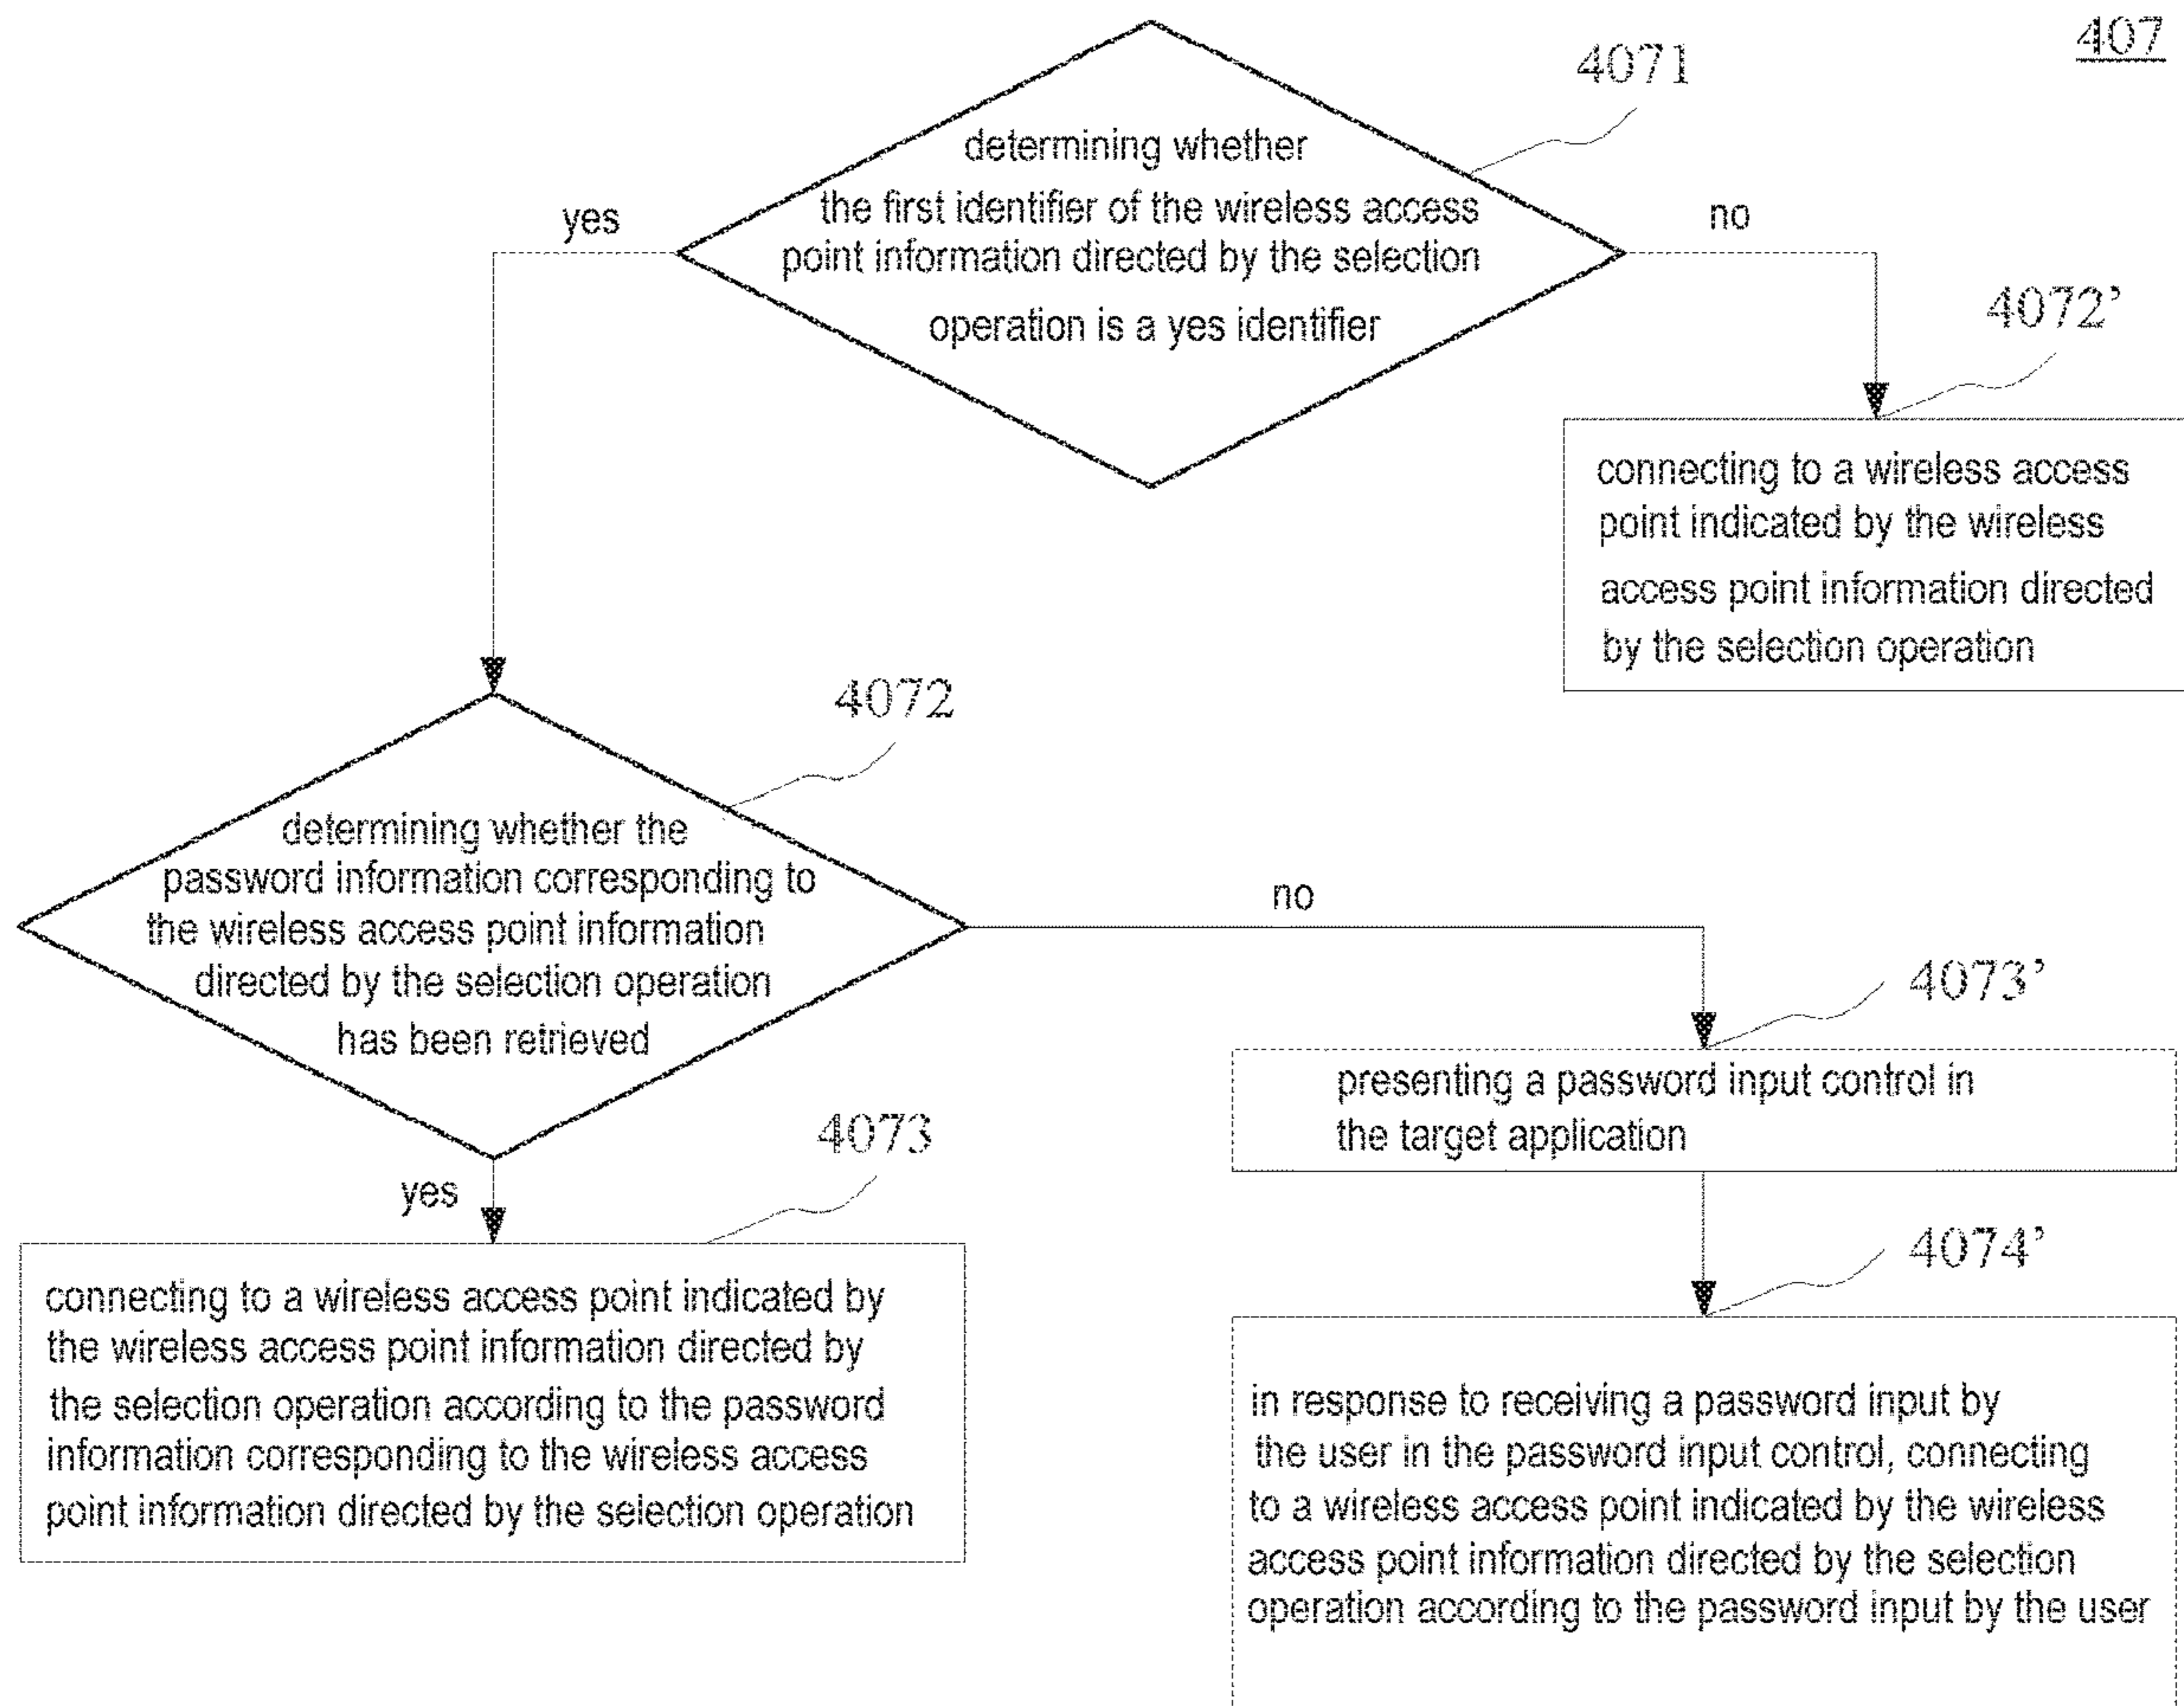 407
4071
determining whether
the first identifier of the wireless access
point information directed by the selection
operation is a yes identifier
yes
no
4072’
connecting to a wireless access
point indicated by the wireless
access point information directed
by the selection operation
4072
determining whether the
password information corresponding to
the wireless access point information
directed by the selection operation
has been retrieved
no
yes
4073’
presenting a password input control in
the target application
4073
connecting to a wireless access point indicated by
the wireless access point information directed by
the selection operation according to the password
information corresponding to the wireless access
point information directed by the selection operation
4074’
in response to receiving a password input by
the user in the password input control, connecting
to a wireless access point indicated by the wireless
access point information directed by the selection
operation according to the password input by the user